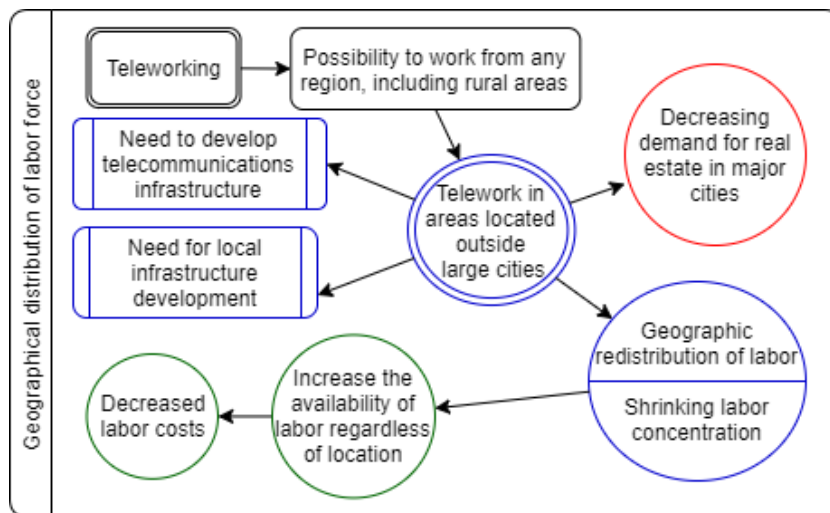 Geographical distribution of labor force
Teleworking
Possibility to work from any
region, including rural areas
Need to develop
telecommunications
infrastructure
Need for local
infrastructure
development
Telework in
areas located
outside
large cities
Decreasing
demand for real
estate in major
cities
Geographic
redistribution of labor
Shrinking labor
concentration
Increase the
availability of
labor regardless
of location
Decreased
labor costs